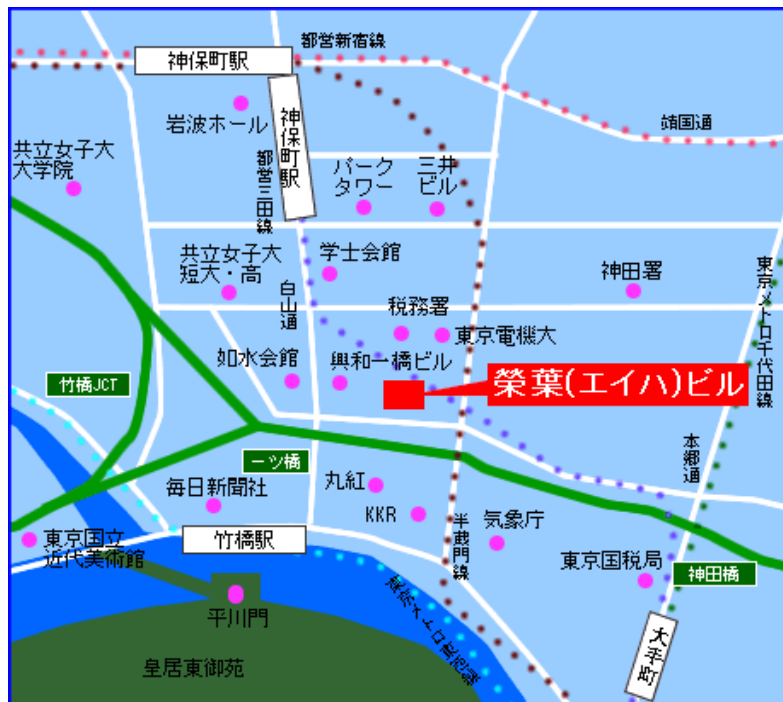 都営新宿線
神保町駅
靖国通
岩波ホール
神保町駅
共立女子大
大学院
都営三田線
パーク
タワー
三井
ビル
共立女子大
短大・高
学士会館
白山通
神田署
東京メトロ千代田線
税務署
東京電機大
如水会館
興和一橋ビル
榮葉(エイハ)ビル
竹橋JCT
一ツ橋
本郷通
毎日新聞社
丸紅
KKR
半蔵門線
気象庁
竹橋駅
東京国立
近代美術館
東京国税局
神田橋
平川門
東京メトロ東西線
大手町
皇居東御苑